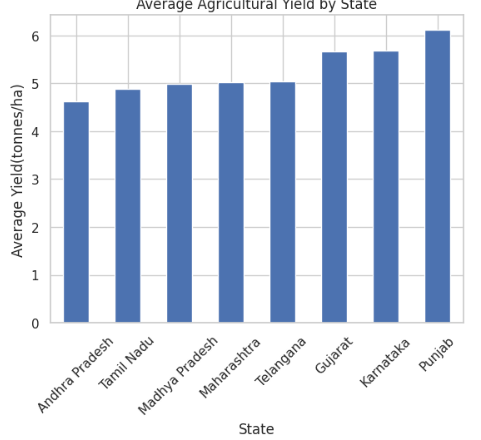 Average Agricultural Yield by State
6
5
4
3
2
1
0
Average Yield(tonnes/ha)
Andhra Pradesh
Tamil Nadu
Madhya Pradesh
Maharashtra
Telangana
Gujarat
Karnataka
Punjab
State